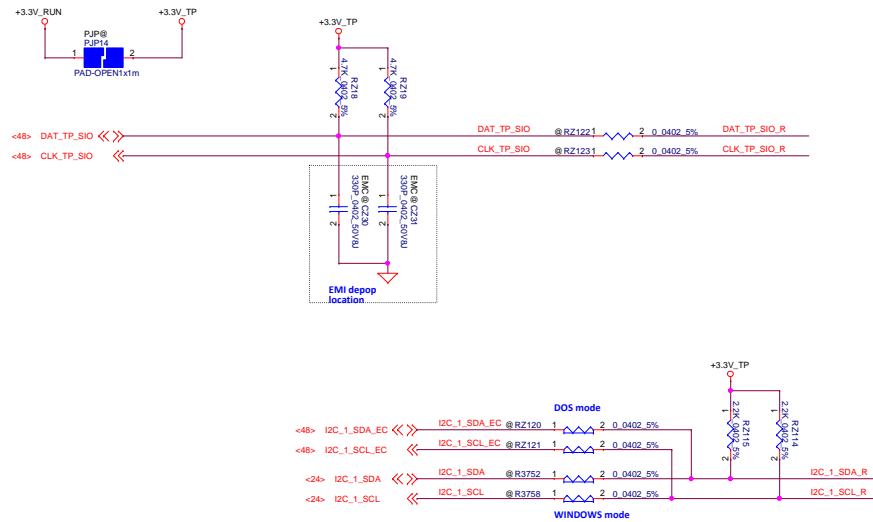 +3.3V_RUN
+3.3V_TP
PJP@
PJP14
1
2
PAD-OPEN1x1m
+3.3V_TP
1
4.7K_0402_5%
RZ18
2
1
4.7K_0402_5%
RZ19
2
<48> DAT_TP_SIO
DAT_TP_SIO
@RZ122 1
2 0_0402_5%
DAT_TP_SIO_R
<48> CLK_TP_SIO
CLK_TP_SIO
@RZ123 1
2 0_0402_5%
CLK_TP_SIO_R
1
EMC@CZ30
330P_0402_50V8J
2
1
EMC@CZ31
330P_0402_50V8J
2
EMI depop
location
+3.3V_TP
1
2.2K_0402_5%
RZ115
2
1
2.2K_0402_5%
RZ114
2
DOS mode
<48> I2C_1_SDA_EC
I2C_1_SDA_EC
@RZ120 1
2 0_0402_5%
<48> I2C_1_SCL_EC
I2C_1_SCL_EC
@RZ121 1
2 0_0402_5%
<24> I2C_1_SDA
I2C_1_SDA
@R3752 1
2 0_0402_5%
I2C_1_SDA_R
<24> I2C_1_SCL
I2C_1_SCL
@R3758 1
2 0_0402_5%
I2C_1_SCL_R
WINDOWS mode